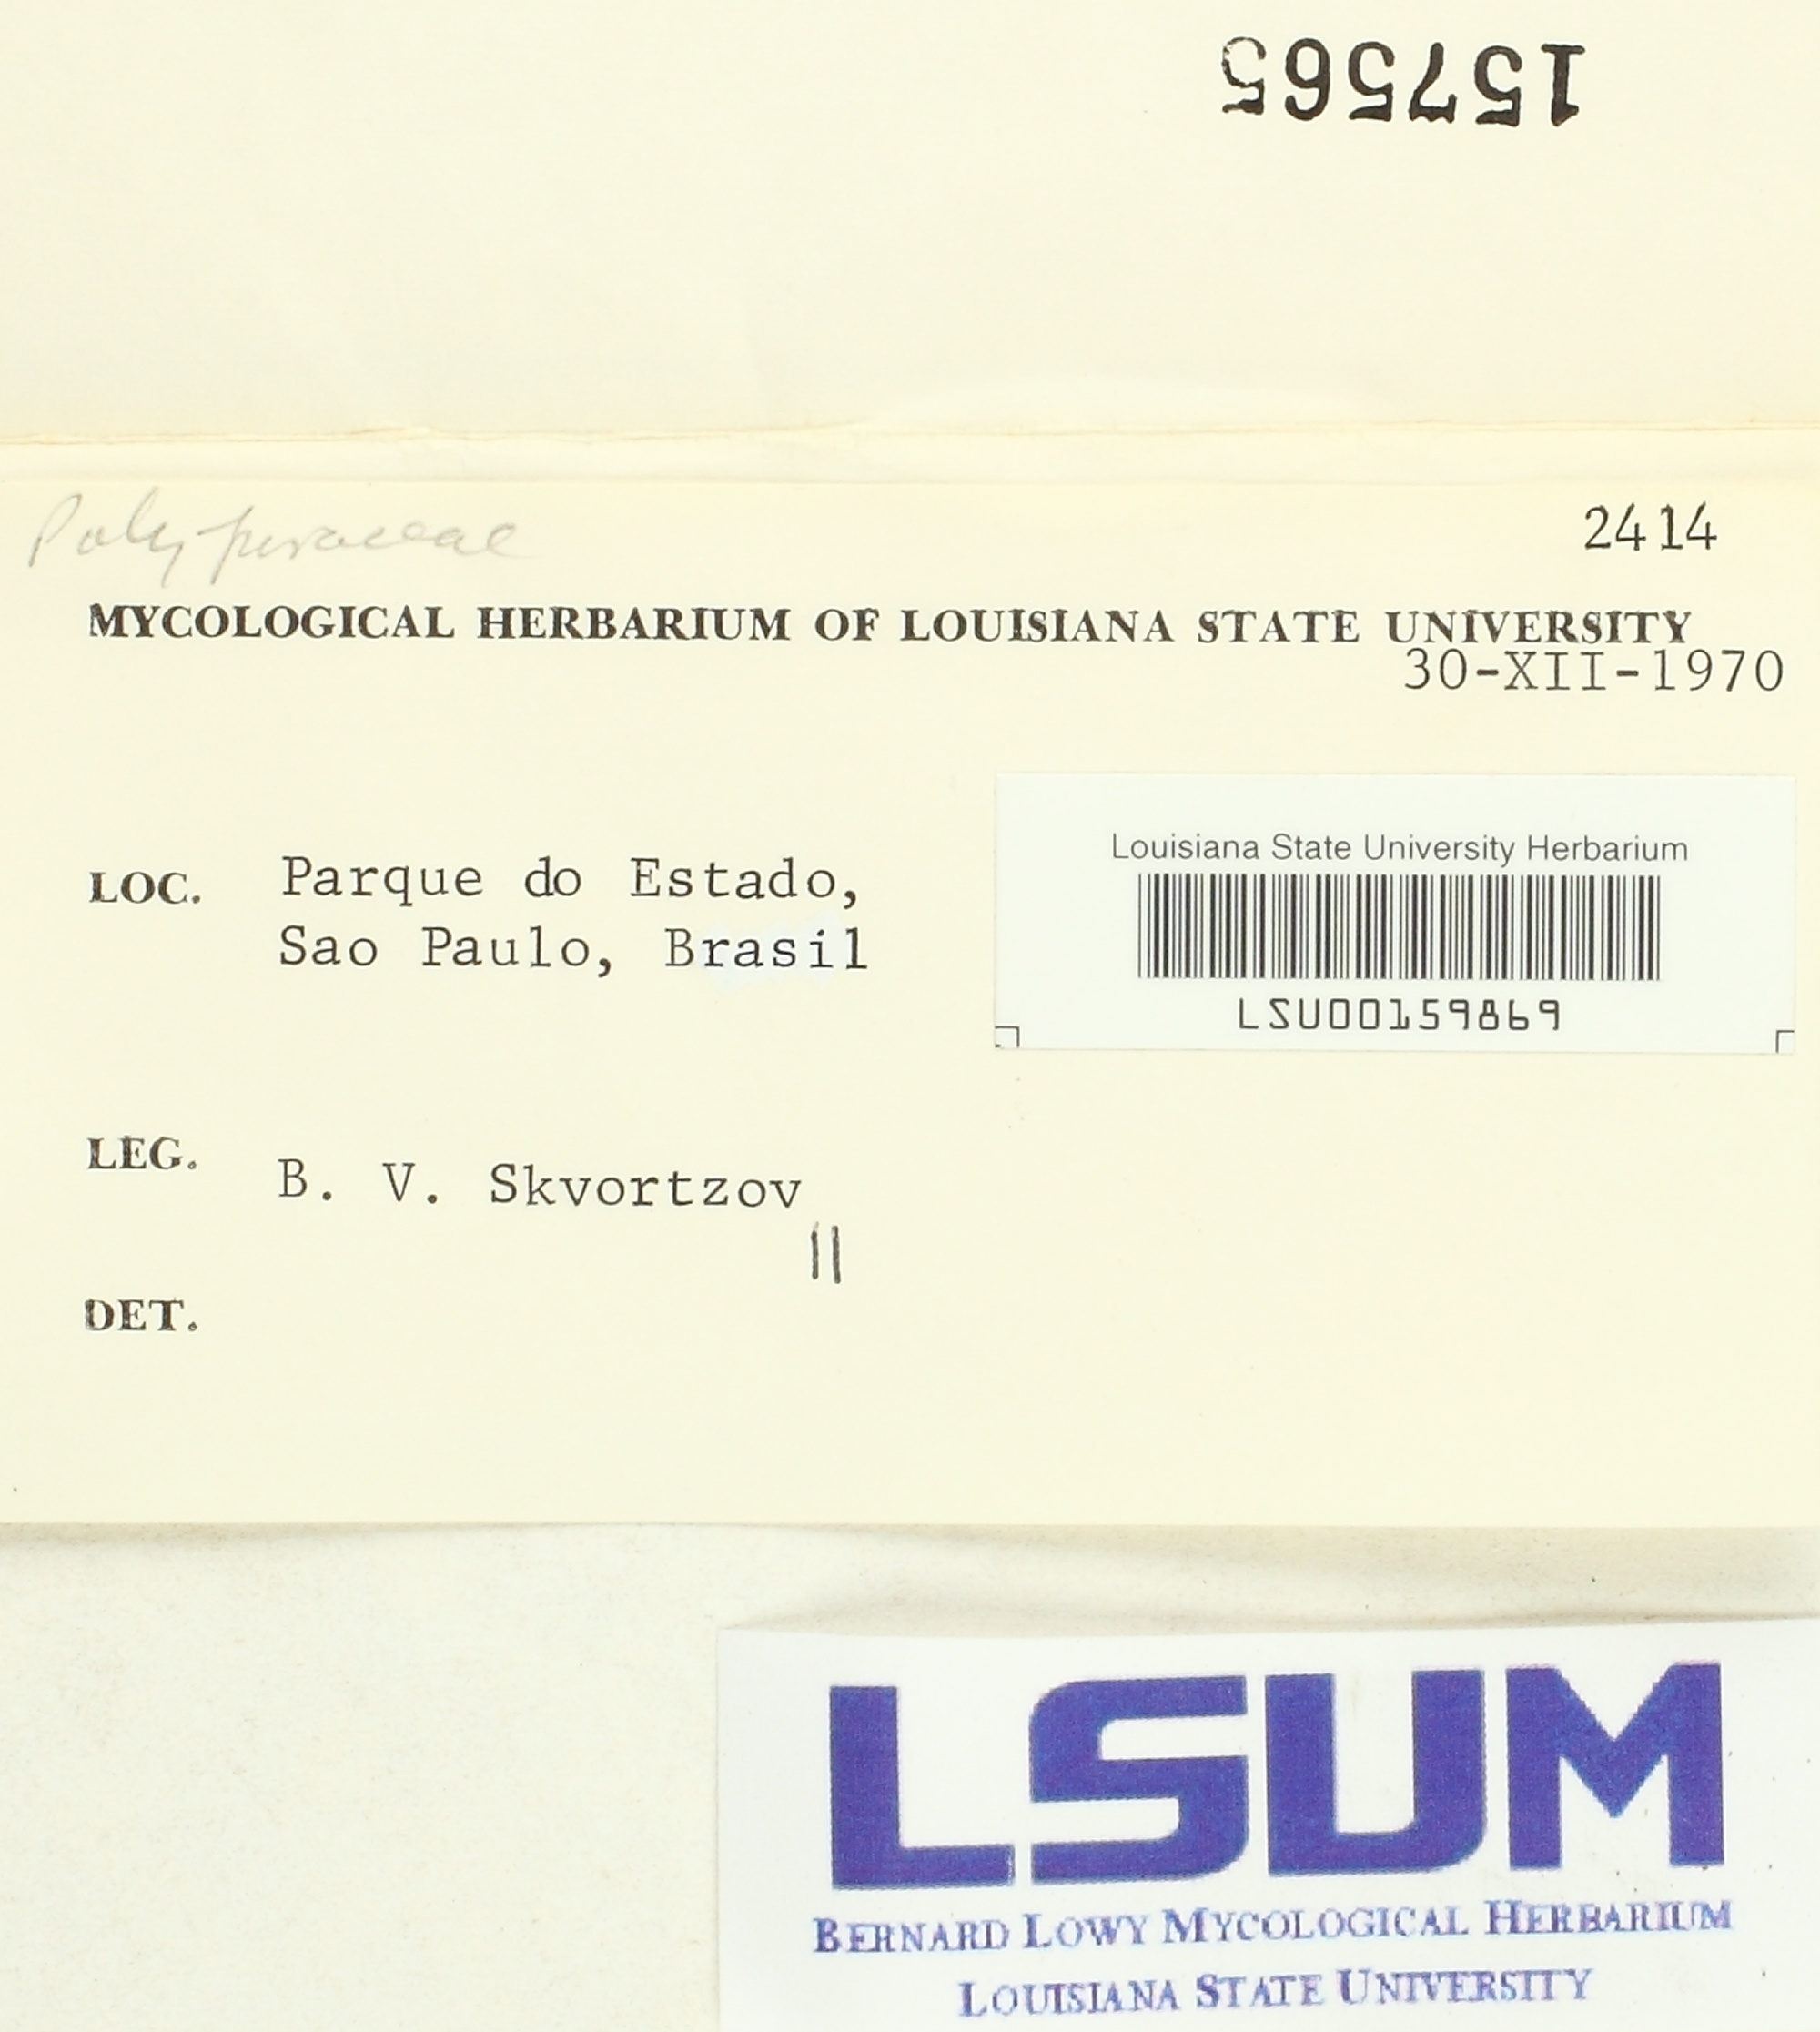 157565
Polyporaceae
2414
MYCOLOGICAL HERBARIUM OF LOUISIANA STATE UNIVERSITY
30-XII-1970
Louisiana State University Herbarium
LSU00159869
LOC. Parque do Estado,
Sao Paulo, Brasil
LEG. B. V. Skvortzov
||
DET.
LSUM
BERNARD LOWY MYCOLOGICAL HERBARIUM
LOUISIANA STATE UNIVERSITY